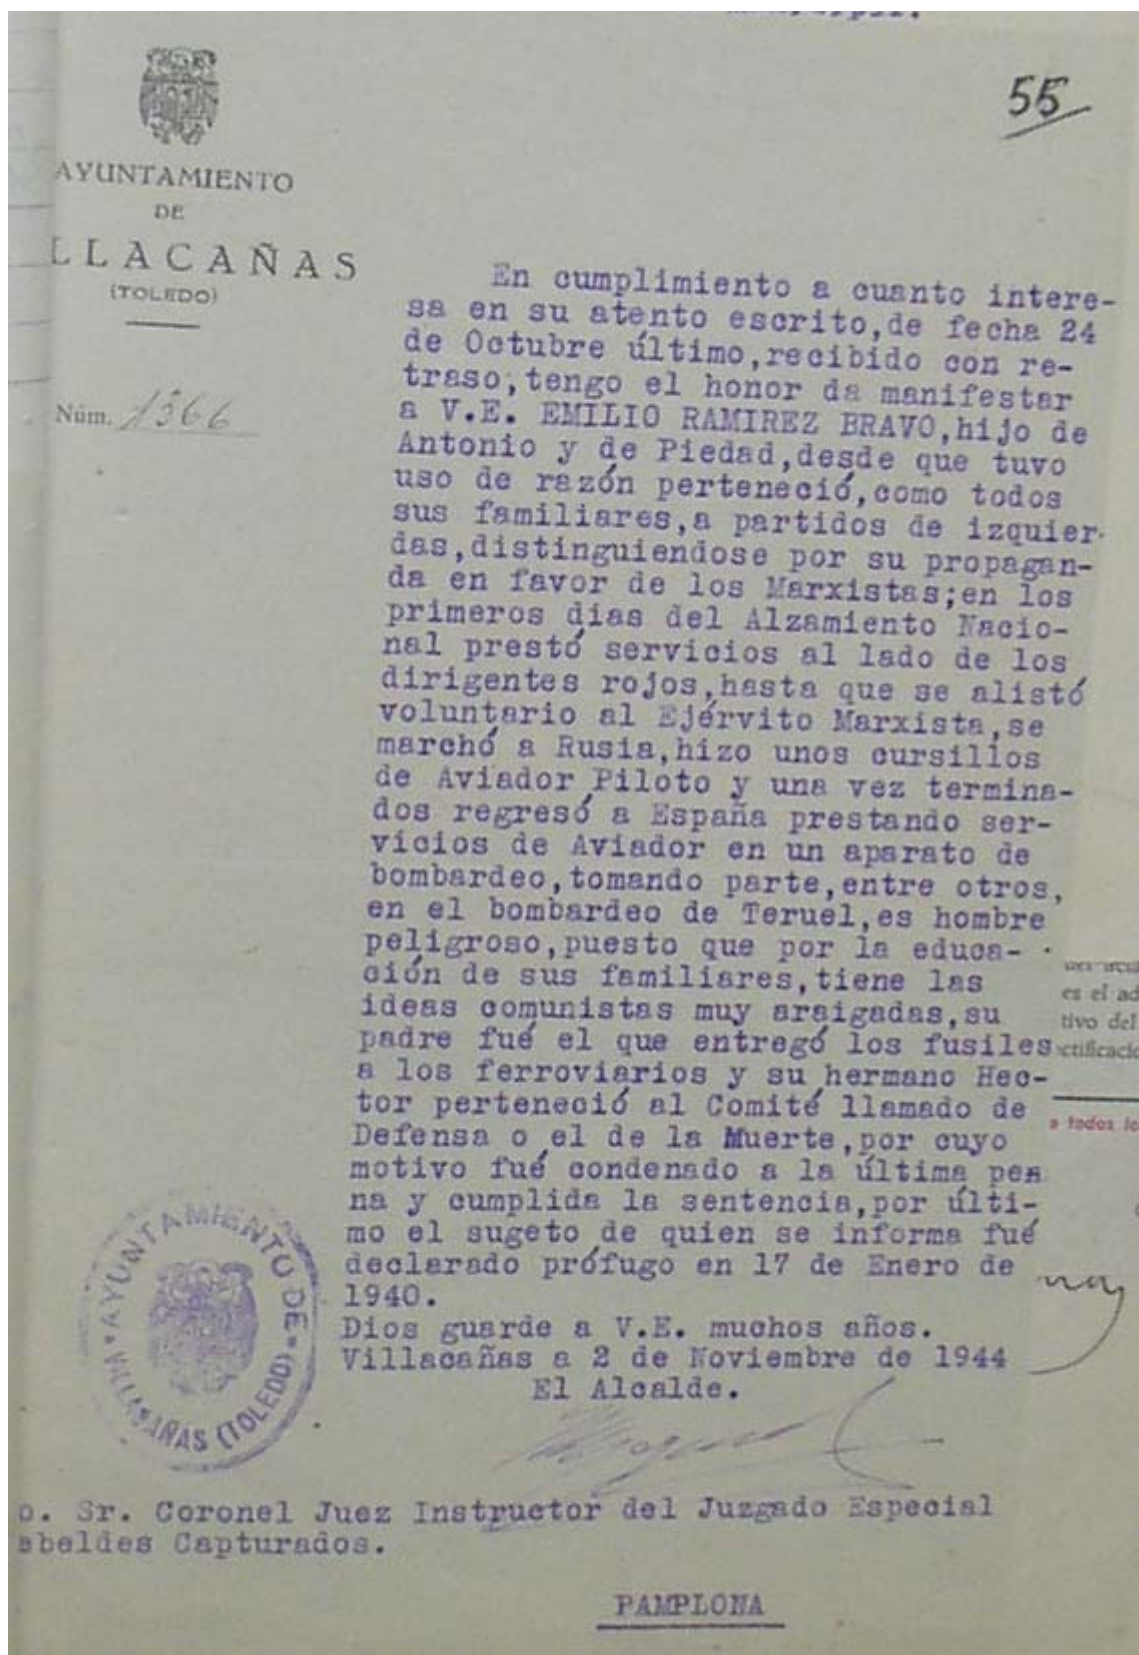 55
AYUNTAMIENTO
DE
LLACAÑAS
(TOLEDO)
Núm. 1366
En cumplimiento a cuanto intere-
sa en su atento escrito,de fecha 24
de Octubre último,recibido con re-
traso,tengo el honor de manifestar
a V.E. EMILIO RAMIREZ BRAVO,hijo de
Antonio y de Piedad,desde que tuvo
uso de razón perteneció,como todos
sus familiares,a partidos de izquier-
das,distinguiendose por su propagan-
da en favor de los Marxistas;en los
primeros dias del Alzamiento Nacio-
nal prestó servicios al lado de los
dirigentes rojos,hasta que se alistó
voluntario al Ejérvito Marxista,se
marchó a Rusia,hizo unos cursillos
de Aviador Piloto y una vez termina-
dos regresó a España prestando ser-
vicios de Aviador en un aparato de
bombardeo,tomando parte,entre otros,
en el bombardeo de Teruel,es hombre
peligroso,puesto que por la educa-
ción de sus familiares,tiene las
ideas comunistas muy araigadas,su
padre fué el que entregó los fusiles
a los ferroviarios y su hermano Hec-
tor perteneció al Comité llamado de
Defensa o el de la Muerte,por cuyo
motivo fué condenado a la última pen
na y cumplida la sentencia,por últi-
mo el sugeto de quien se informa fué
declarado prófugo en 17 de Enero de
1940.
Dios guarde a V.E. muchos años.
Villacañas a 2 de Noviembre de 1944
El Alcalde.
AYUNTAMIENTO DE VILLACAÑAS (TOLEDO)
o. Sr. Coronel Juez Instructor del Juzgado Especial
ebeldes Capturados.
PAMPLONA
es el ad
tivo del
ctificacio
a todos lo